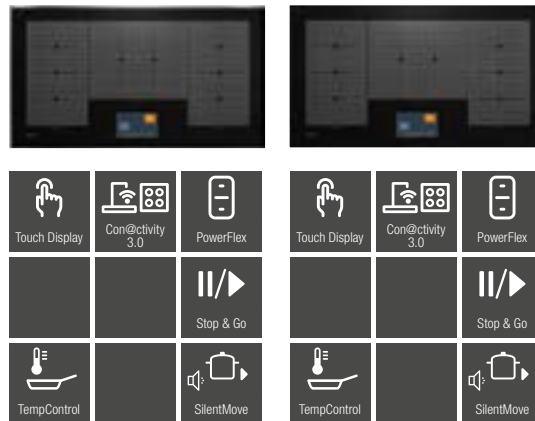 Touch Display
Con@ctivity
3.0
PowerFlex
Stop & Go
TempControl
SilentMove
Touch Display
Con@ctivity
3.0
PowerFlex
Stop & Go
TempControl
SilentMove